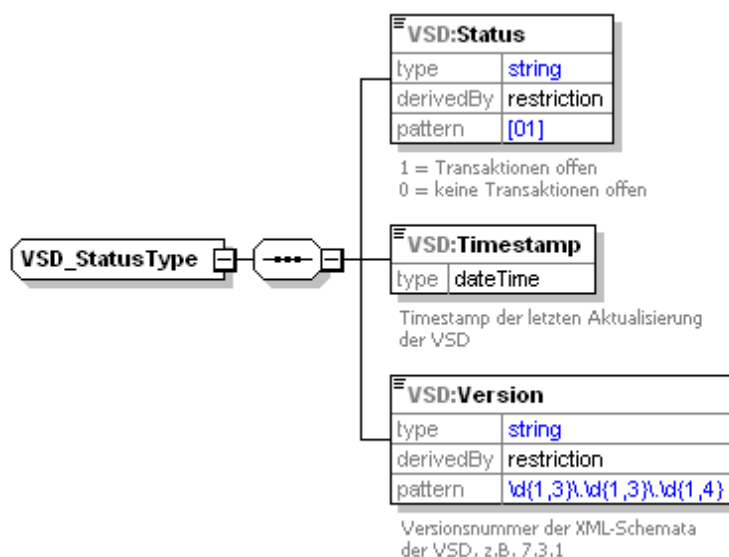 VSD:Status
type string
derivedBy restriction
pattern [01]
1 = Transaktionen offen
0 = keine Transaktionen offen
VSD_StatusType
VSD:Timestamp
type dateTime
Timestamp der letzten Aktualisierung
der VSD
VSD:Version
type string
derivedBy restriction
pattern \d{1,3}\.\d{1,3}\.\d{1,4}
Versionsnummer der XML-Schemata
der VSD, z.B. 7.3.1